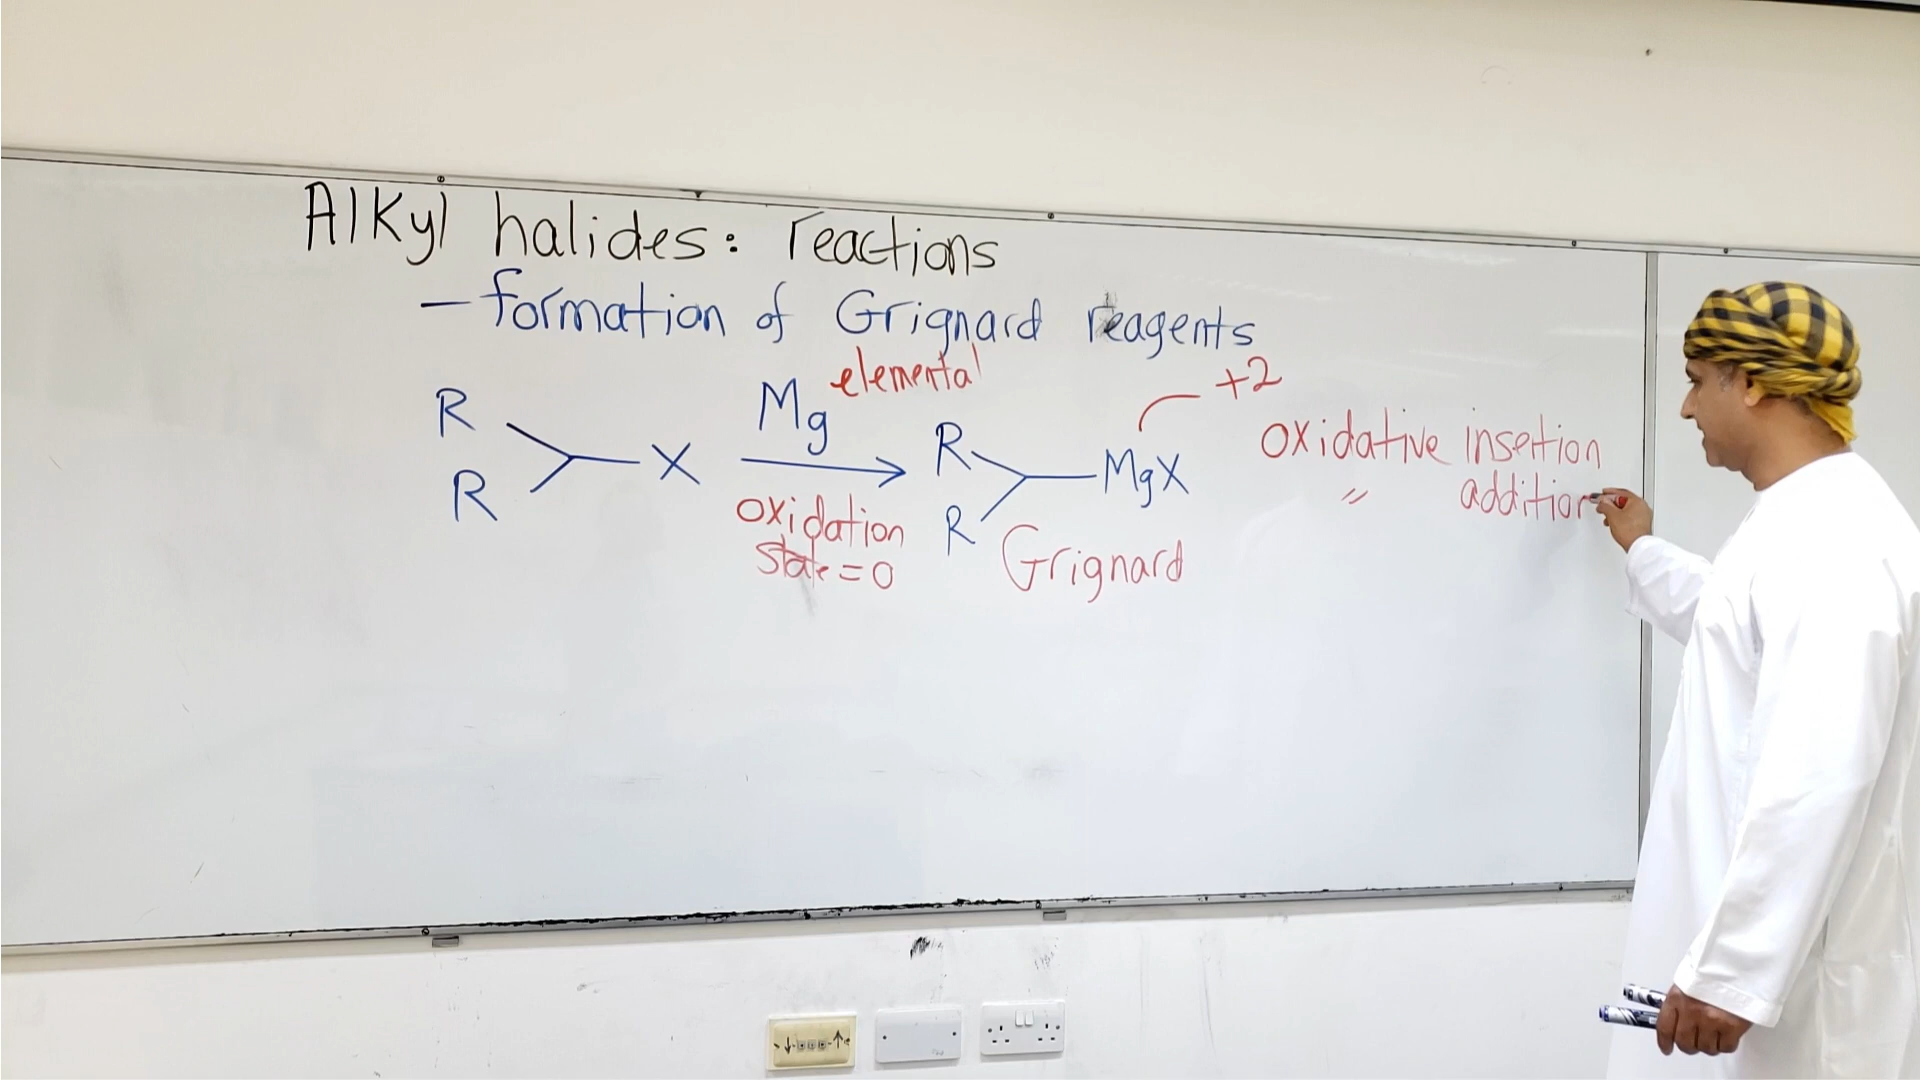 Alkyl halides: reactions
– formation of Grignard reagents
R
R
X
Mg elemental
oxidation
state = 0
R
R
MgX
+2
Grignard
oxidative insertion
〃 addition